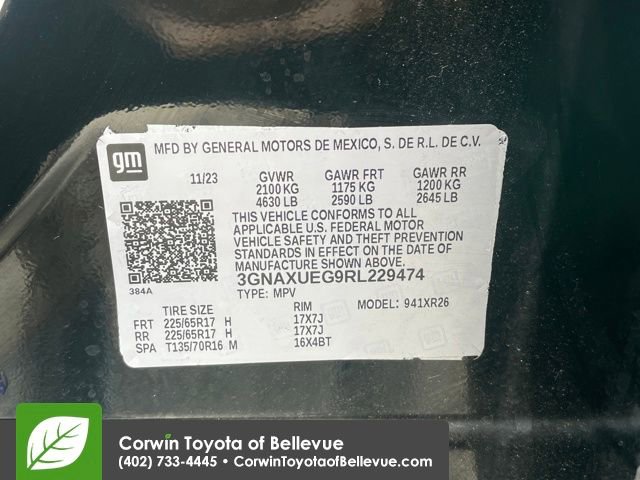 gm
MFD BY GENERAL MOTORS DE MEXICO, S. DE R.L. DE C.V.
11/23 GVWR GAWR FRT GAWR RR
2100 KG 1175 KG 1200 KG
4630 LB 2590 LB 2645 LB
THIS VEHICLE CONFORMS TO ALL
APPLICABLE U.S. FEDERAL MOTOR
VEHICLE SAFETY AND THEFT PREVENTION
STANDARDS IN EFFECT ON THE DATE OF
MANUFACTURE SHOWN ABOVE.
384A
3GNAXUEG9RL229474
TYPE: MPV
TIRE SIZE RIM MODEL: 941XR26
FRT 225/65R17 H 17X7J
RR 225/65R17 H 17X7J
SPA T135/70R16 M 16X4BT
Corwin Toyota of Bellevue
(402) 733-4445 • CorwinToyotaofBellevue.com